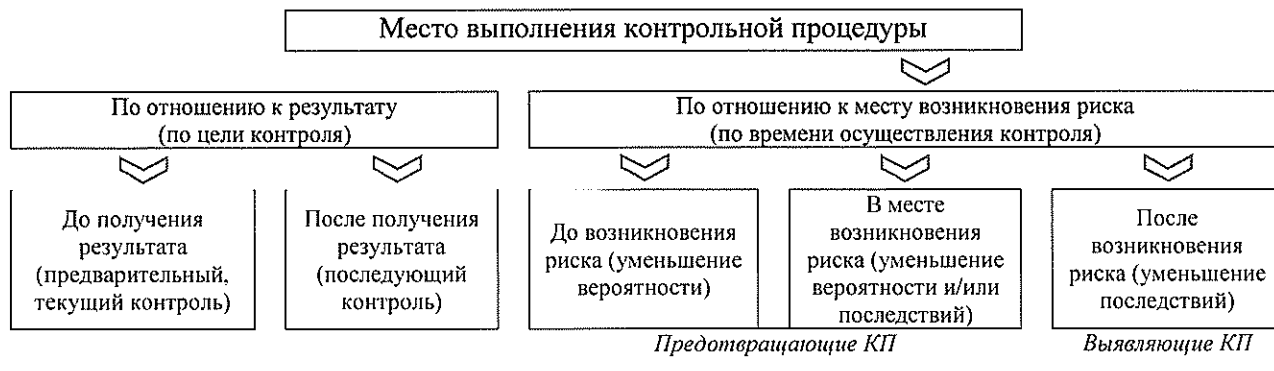 Место выполнения контрольной процедуры
По отношению к результату
(по цели контроля)
По отношению к месту возникновения риска
(по времени осуществления контроля)
До получения
результата
(предварительный,
текущий контроль)
После получения
результата
(последующий
контроль)
До возникновения
риска (уменьшение
вероятности)
В месте
возникновения
риска (уменьшение
вероятности и/или
последствий)
После
возникновения
риска (уменьшение
последствий)
Предотвращающие КП
Выявляющие КП